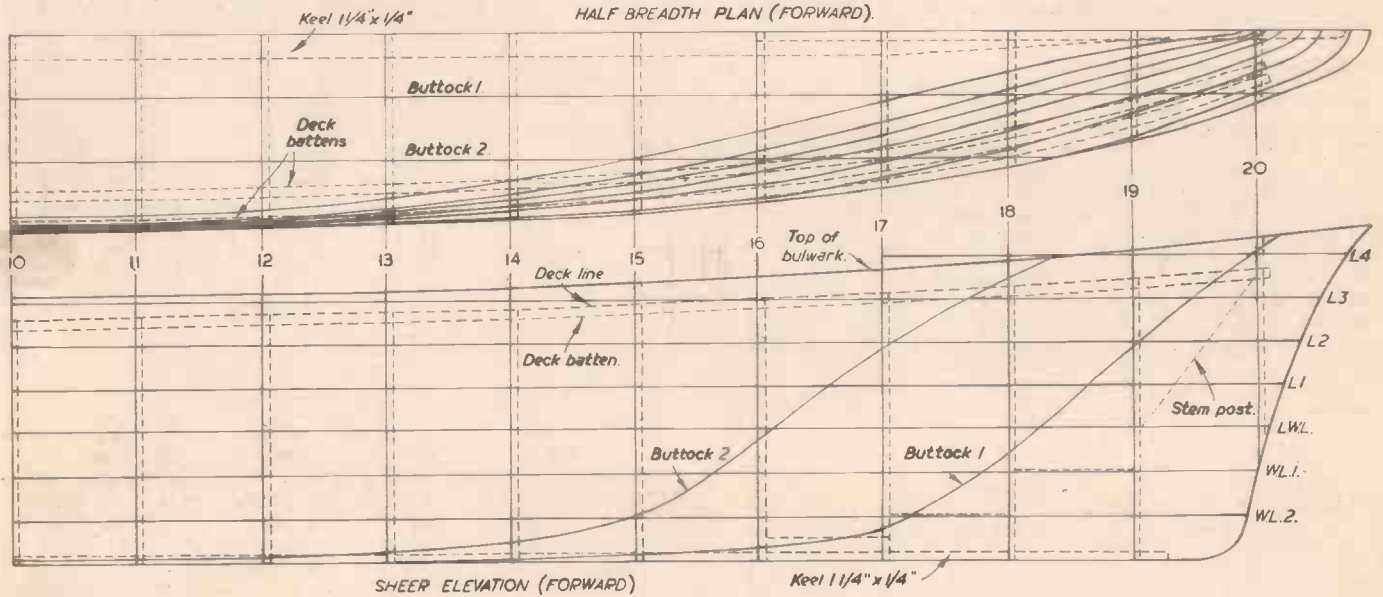 HALF BREADTH PLAN (FORWARD).
Keel 1 1/4" x 1/4"
Buttock 1.
Deck
battens
Buttock 2.
10
11
12
13
14
15
16
17
18
19
20
Top of
bulwark.
Deck line
Deck batten.
L4
L3
L2
L1
Stem post.
LWL.
Buttock 2
Buttock 1
WL.1.
W.L.2.
Keel 1 1/4" x 1/4"
SHEER ELEVATION (FORWARD)